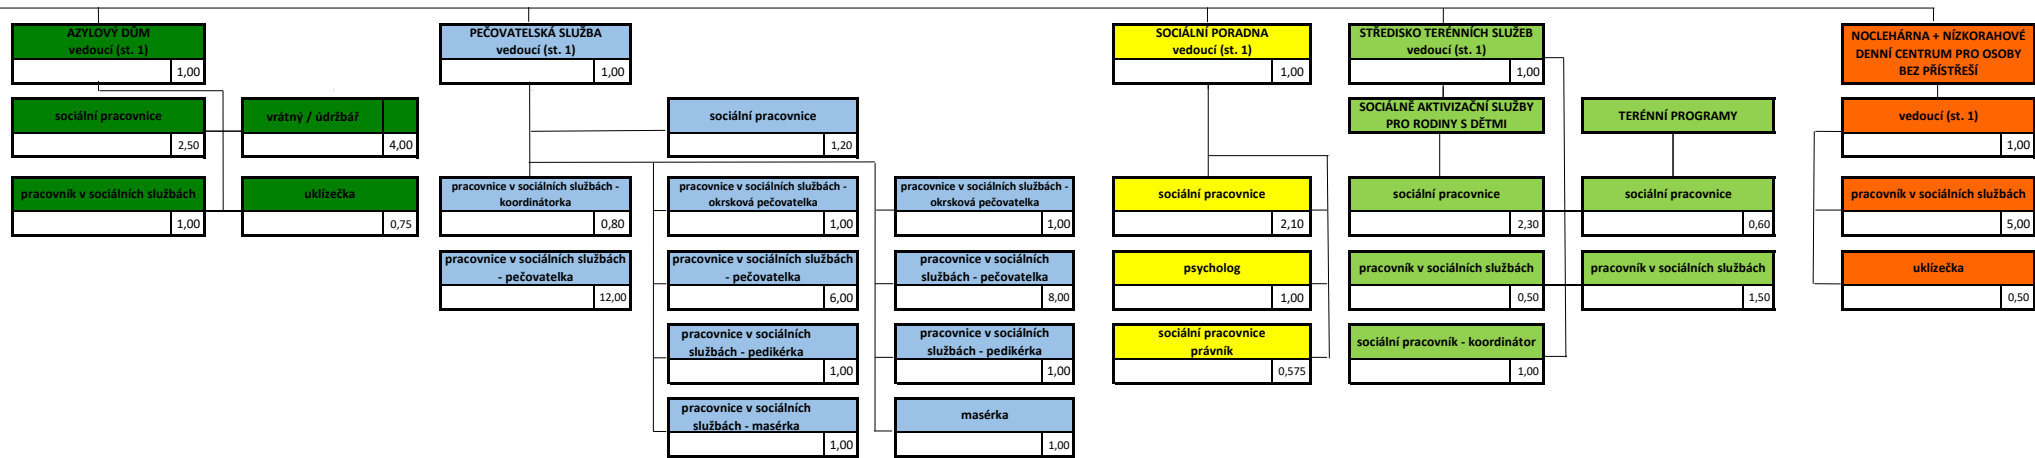 AZYLOVÝ DŮM
vedoucí (st. 1)
1,00
sociální pracovnice
2,50
vrátný / údržbář
4,00
pracovník v sociálních službách
1,00
uklízečka
0,75
PEČOVATELSKÁ SLUŽBA
vedoucí (st. 1)
1,00
sociální pracovnice
1,20
pracovnice v sociálních službách -
koordinátorka
0,80
pracovnice v sociálních službách -
okrsková pečovatelka
1,00
pracovnice v sociálních službách -
okrsková pečovatelka
1,00
pracovnice v sociálních službách
- pečovatelka
12,00
pracovnice v sociálních službách
- pečovatelka
6,00
pracovnice v sociálních
službách - pečovatelka
8,00
pracovnice v sociálních
službách - pedikérka
1,00
pracovnice v sociálních
službách - pedikérka
1,00
pracovnice v sociálních
službách - masérka
1,00
masérka
1,00
SOCIÁLNÍ PORADNA
vedoucí (st. 1)
1,00
sociální pracovnice
2,10
psycholog
1,00
sociální pracovnice
právník
0,575
STŘEDISKO TERÉNNÍCH SLUŽEB
vedoucí (st. 1)
1,00
SOCIÁLNĚ AKTIVIZAČNÍ SLUŽBY
PRO RODINY S DĚTMI
TERÉNNÍ PROGRAMY
sociální pracovnice
2,30
sociální pracovnice
0,60
pracovník v sociálních službách
0,50
pracovník v sociálních službách
1,50
sociální pracovník - koordinátor
1,00
NOCLEHÁRNA + NÍZKORAHOVÉ
DENNÍ CENTRUM PRO OSOBY
BEZ PŘÍSTŘEŠÍ
vedoucí (st. 1)
1,00
pracovník v sociálních službách
5,00
uklízečka
0,50